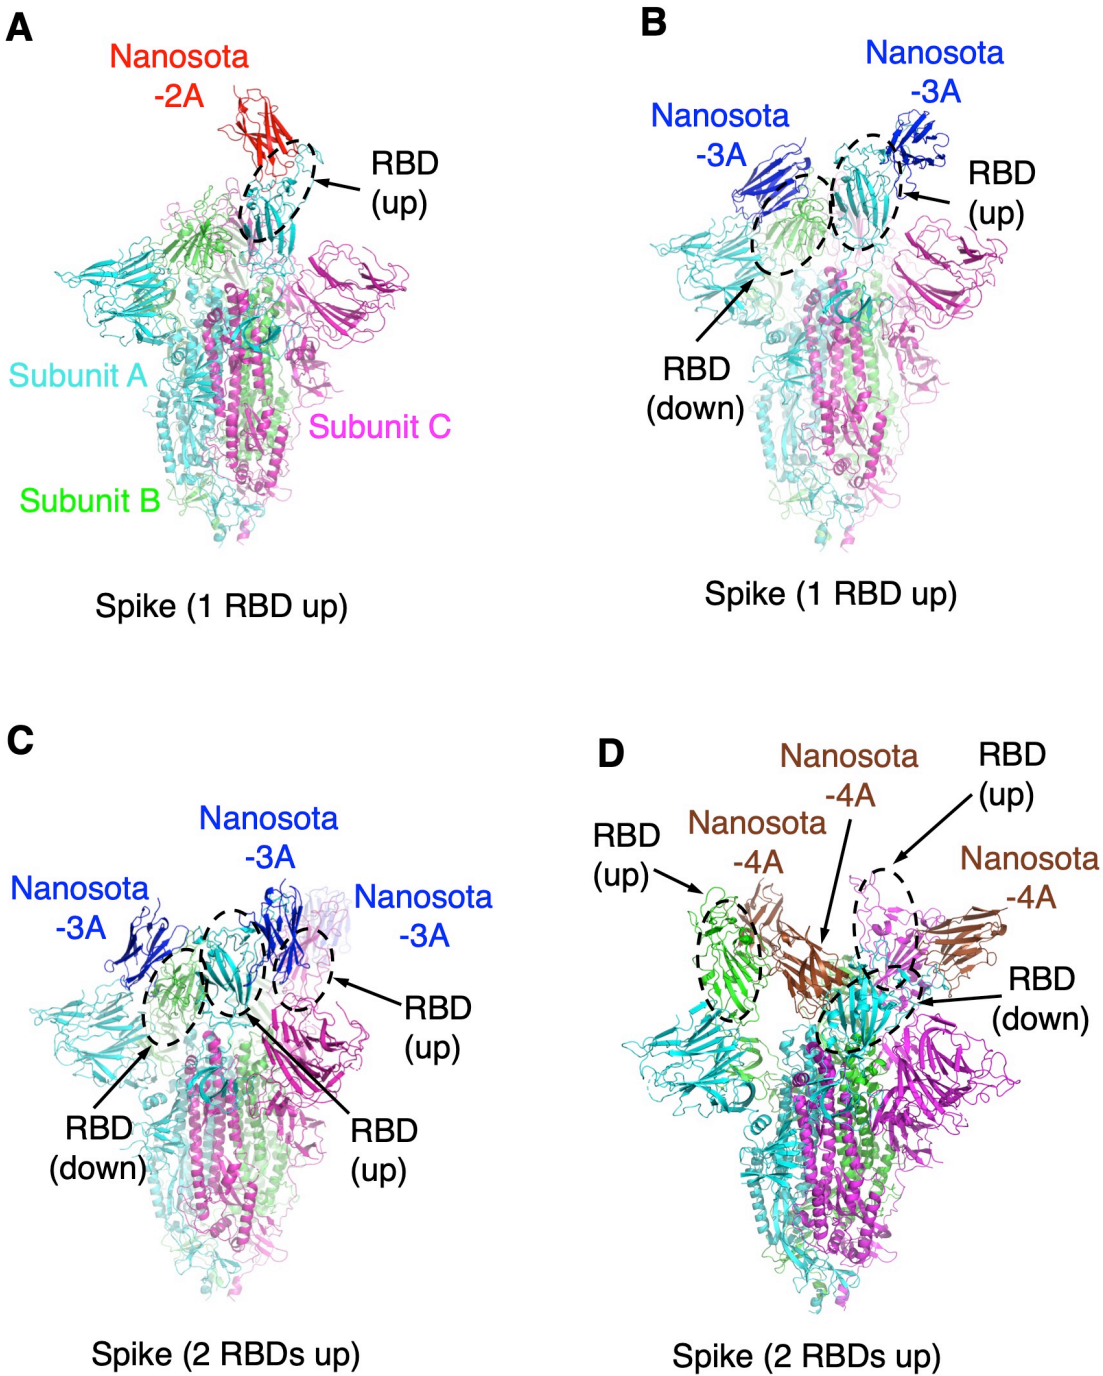 A
Nanosota
-2A
RBD
(up)
Subunit A
Subunit C
Subunit B
Spike (1 RBD up)
B
Nanosota
-3A
Nanosota
-3A
RBD
(up)
RBD
(down)
Spike (1 RBD up)
C
Nanosota
-3A
Nanosota
-3A
Nanosota
-3A
RBD
(up)
RBD
(down)
RBD
(up)
Spike (2 RBDs up)
D
Nanosota
-4A
RBD
(up)
RBD
(up)
Nanosota
-4A
Nanosota
-4A
RBD
(down)
Spike (2 RBDs up)